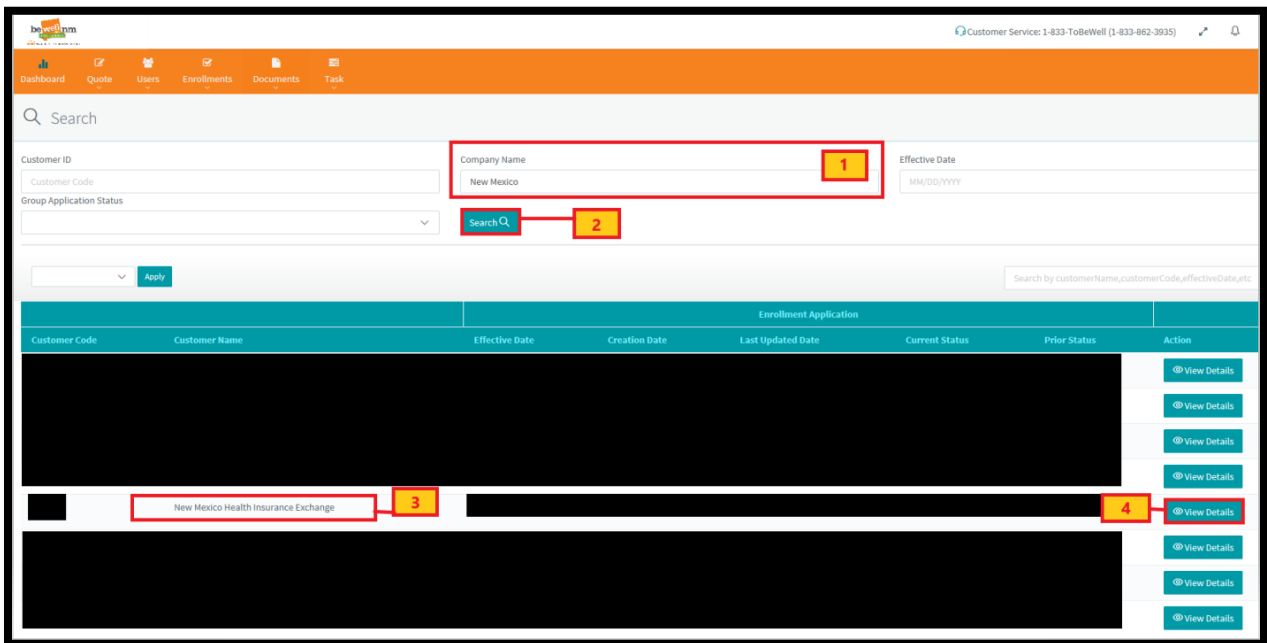 be well nm
Customer Service: 1-833-ToBeWell (1-833-862-3935)
Dashboard Quote Users Enrollments Documents Task
Search
Customer ID Company Name 1 Effective Date
Customer Code New Mexico MM/DD/YYYY
Group Application Status
Search 2
Apply Search by customerName,customerCode,effectiveDate,etc
Enrollment Application
Customer Code Customer Name Effective Date Creation Date Last Updated Date Current Status Prior Status Action
View Details
View Details
View Details
View Details
New Mexico Health Insurance Exchange 3 4 View Details
View Details
View Details
View Details